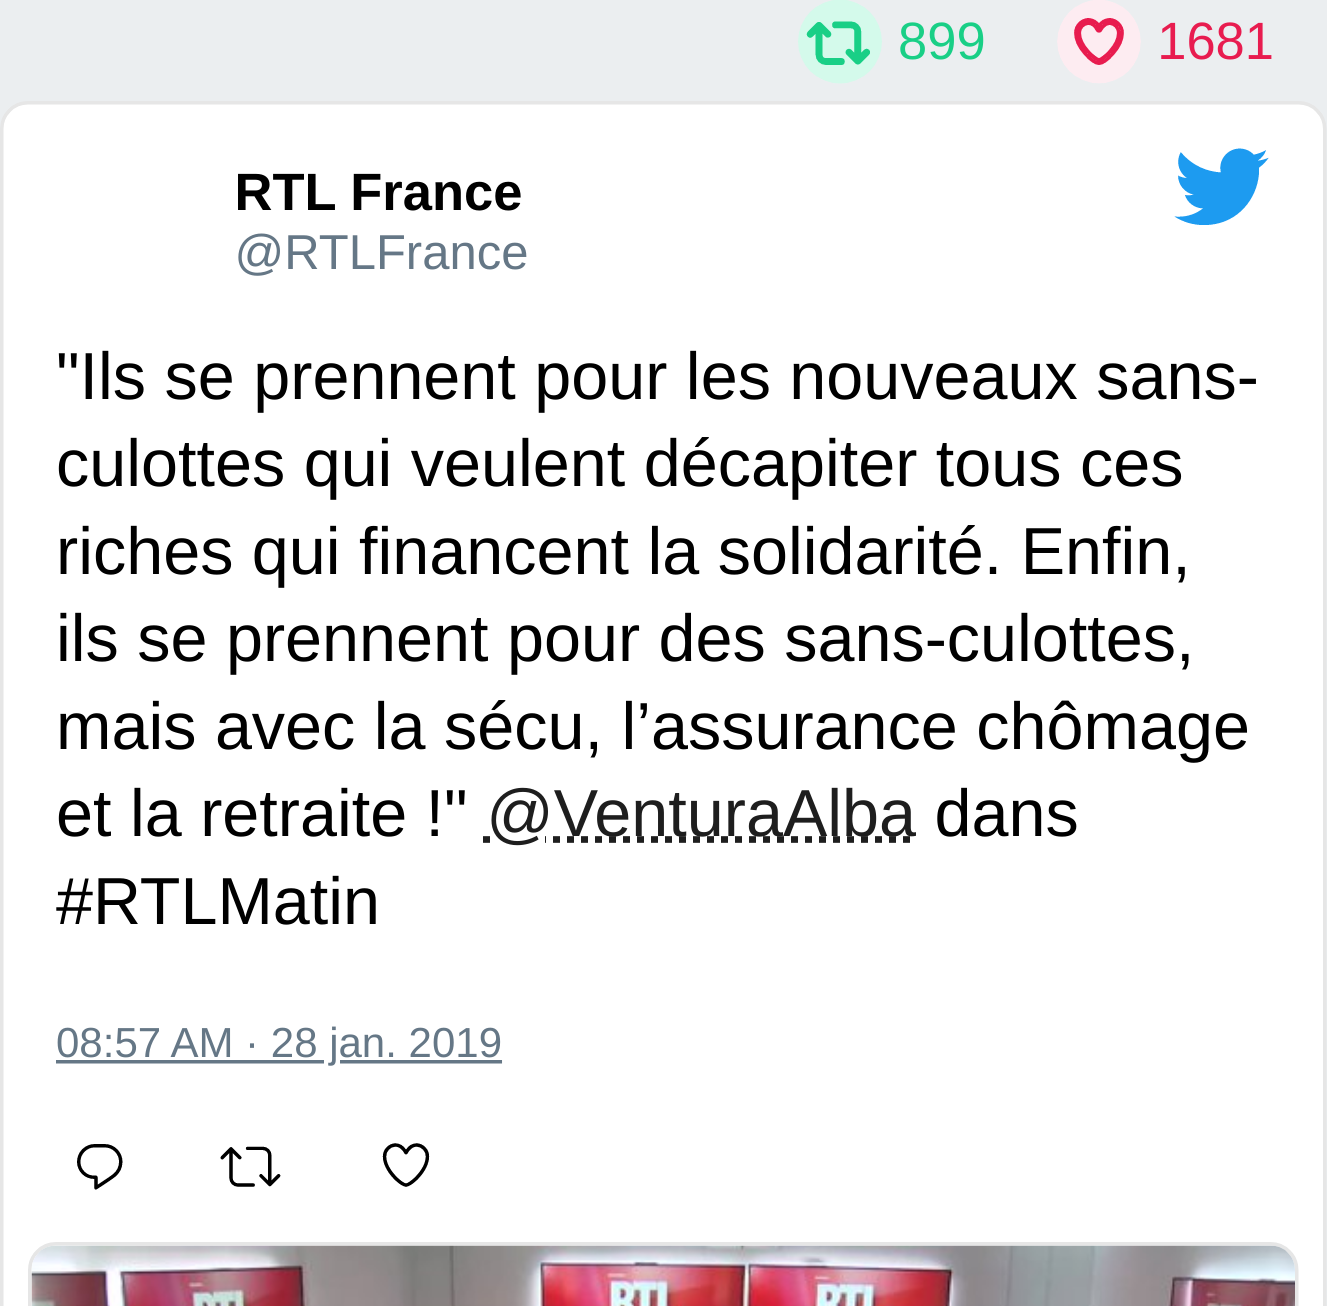 899 1681
RTL France
@RTLFrance
"Ils se prennent pour les nouveaux sans-
culottes qui veulent décapiter tous ces
riches qui financent la solidarité. Enfin,
ils se prennent pour des sans-culottes,
mais avec la sécu, l’assurance chômage
et la retraite !" @VenturaAlba dans
#RTLMatin
08:57 AM · 28 jan. 2019
RTL RTL RTL